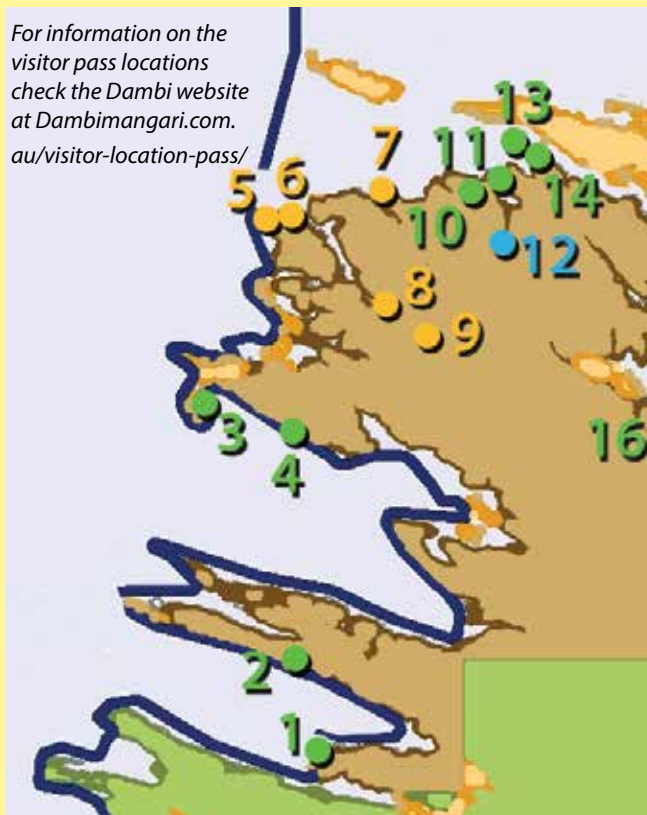 For information on the
visitor pass locations
check the Dambi website
at Dambimangari.com.
au/visitor-location-pass/
13
7
11
5 6
14
10
12
8
9
3
16
4
2
1